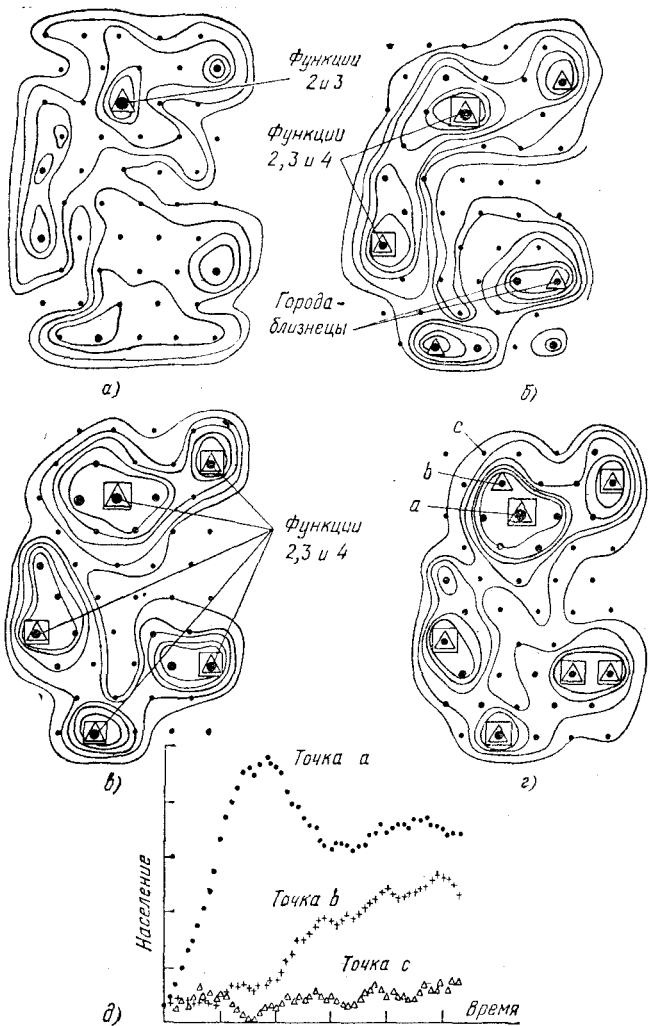 Функции
2 и 3
Функции
2,3 и 4
Города-
близнецы
а)
б)
Функции
2,3 и 4
c
b
a
в)
г)
Точка a
Точка b
Точка c
Население
Время
д)